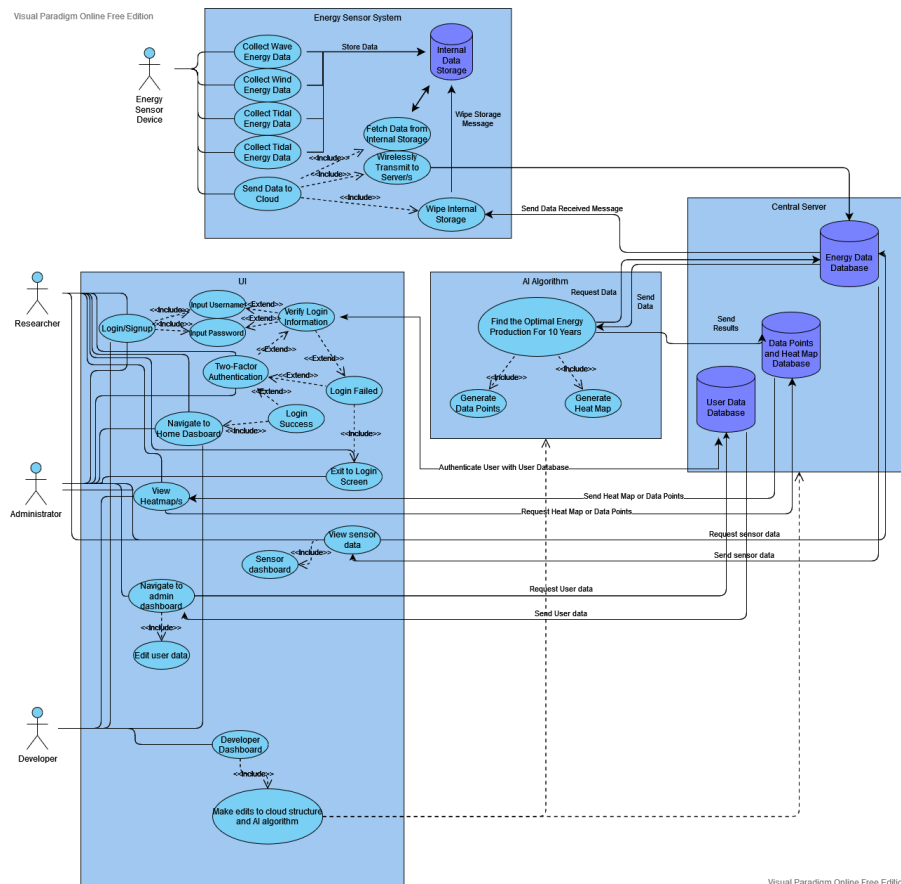 Visual Paradigm Online Free Edition
Energy Sensor System
Collect Wave
Energy Data
Store Data
Internal
Data
Storage
Collect Wind
Energy Data
Energy
Sensor
Device
Collect Tidal
Energy Data
Wipe Storage
Message
Fetch Data from
Internal Storage
Collect Tidal
Energy Data
<<Include>>
Wirelessly
Transmit to
Server/s
<<Include>>
Send Data to
Cloud
<<Include>>
Wipe Internal
Storage
Send Data Received Message
Central Server
Energy Data
Database
UI
AI Algorithm
Request Data
Send
Data
Researcher
Login/Signup
<<Include>>
<<Include>>
Input Username
Input Password
<<Extend>>
<<Extend>>
Verify Login
Information
Find the Optimal Energy
Production For 10 Years
Send
Results
Data Points
and Heat Map
Database
<<Extend>>
Two-Factor
Authentication
<<Extend>>
Login Failed
<<Include>>
<<Include>>
Generate
Data Points
Generate
Heat Map
User Data
Database
<<Extend>>
Login
Success
Navigate to
Home Dasboard
<<Include>>
<<Include>>
Exit to Login
Screen
Authenticate User with User Database
Administrator
View
Heatmap/s
Send Heat Map or Data Points
Request Heat Map or Data Points
View sensor
data
Request sensor data
<<Include>>
Sensor
dashboard
Send sensor data
Navigate to
admin
dashboard
Request User data
Send User data
<<Include>>
Edit user data
Developer
Developer
Dashboard
<<Include>>
Make edits to cloud structure
and AI algorithm
Visual Paradigm Online Free Edition